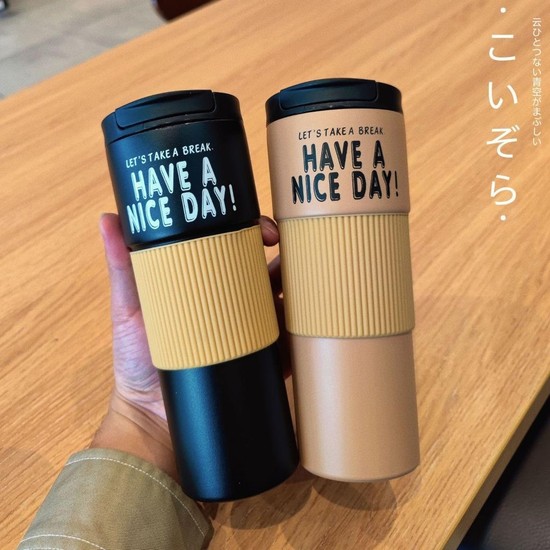 LET'S TAKE A BREAK.
HAVE A
NICE DAY!
LET'S TAKE A BREAK
HAVE A
NICE DAY!
·こいぞら·
云ひとつない青空がまぶしい